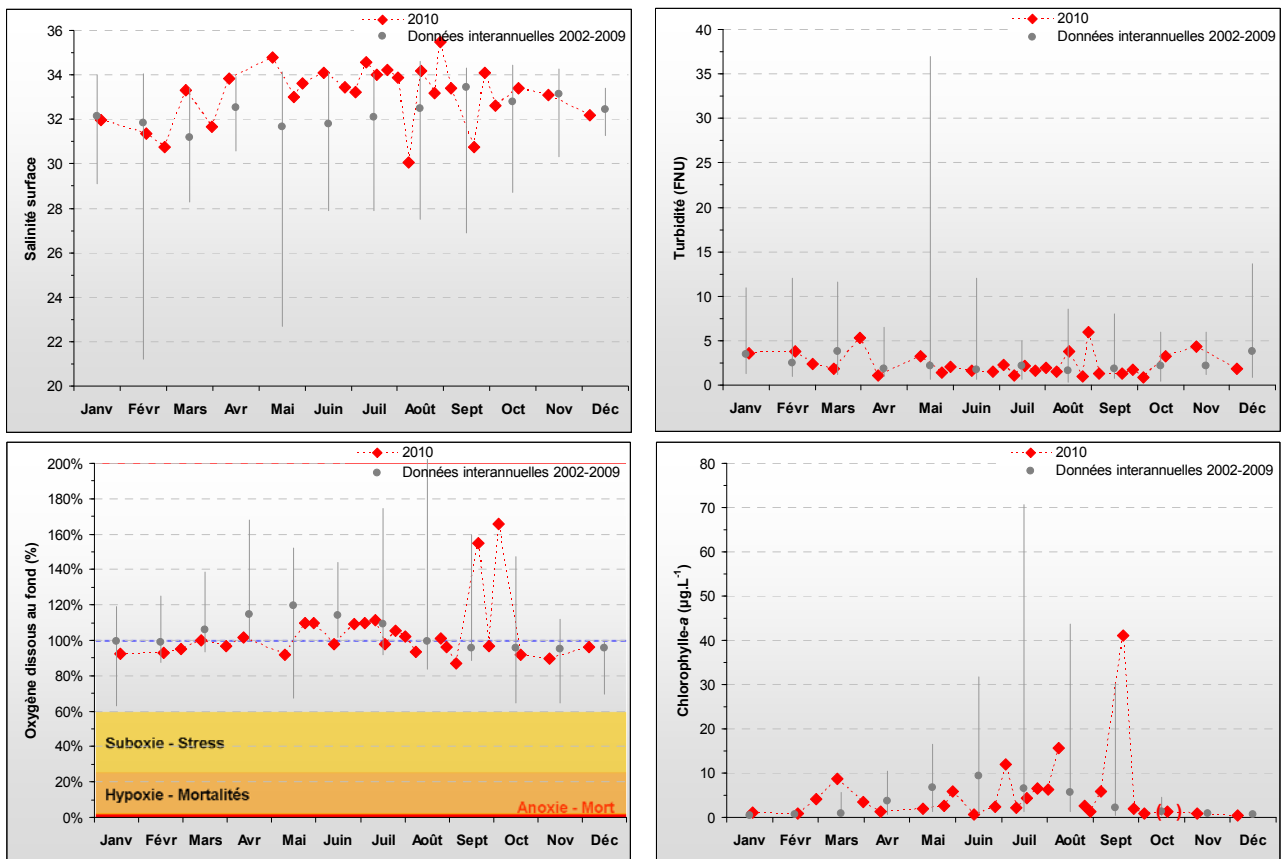 2010
Données interannuelles 2002-2009
Salinité surface
36
34
32
30
28
26
24
22
20
Janv Févr Mars Avr Mai Juin Juil Août Sept Oct Nov Déc
2010
Données interannuelles 2002-2009
Turbidité (FNU)
40
35
30
25
20
15
10
5
0
Janv Févr Mars Avr Mai Juin Juil Août Sept Oct Nov Déc
2010
Données interannuelles 2002-2009
Oxygène dissous au fond (%)
200%
180%
160%
140%
120%
100%
80%
60%
40%
20%
0%
Suboxie - Stress
Hypoxie - Mortalités
Anoxie - Mort
Janv Févr Mars Avr Mai Juin Juil Août Sept Oct Nov Déc
2010
Données interannuelles 2002-2009
Chlorophylle-a (µg.L-1)
80
70
60
50
40
30
20
10
0
( )
Janv Févr Mars Avr Mai Juin Juil Août Sept Oct Nov Déc